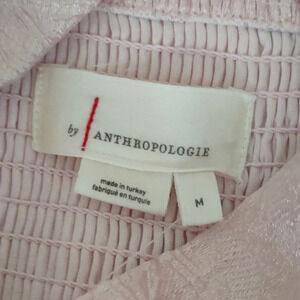 by ANTHROPOLOGIE
made in turkey
fabriqué en turquie
M